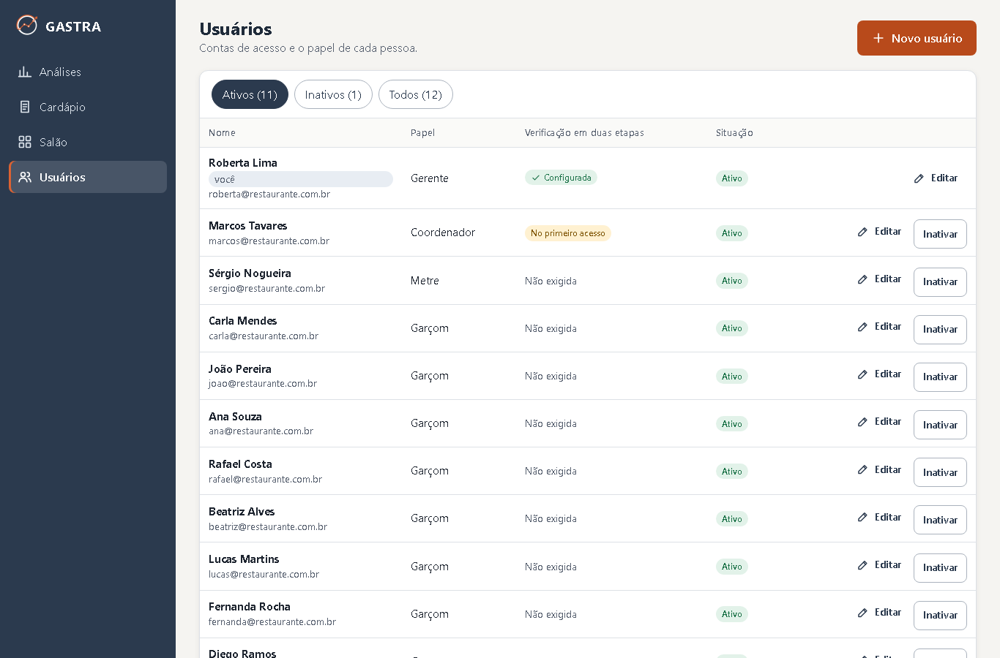 GASTRA
Análises
Cardápio
Salão
Usuários
Usuários
Contas de acesso e o papel de cada pessoa.
Novo usuário
Ativos (11) Inativos (1) Todos (12)
Nome Papel Verificação em duas etapas Situação
Roberta Lima
você
roberta@restaurante.com.br
Gerente Configurada Ativo Editar
Marcos Tavares
marcos@restaurante.com.br
Coordenador No primeiro acesso Ativo Editar Inativar
Sérgio Nogueira
sergio@restaurante.com.br
Metre Não exigida Ativo Editar Inativar
Carla Mendes
carla@restaurante.com.br
Garçom Não exigida Ativo Editar Inativar
João Pereira
joao@restaurante.com.br
Garçom Não exigida Ativo Editar Inativar
Ana Souza
ana@restaurante.com.br
Garçom Não exigida Ativo Editar Inativar
Rafael Costa
rafael@restaurante.com.br
Garçom Não exigida Ativo Editar Inativar
Beatriz Alves
beatriz@restaurante.com.br
Garçom Não exigida Ativo Editar Inativar
Lucas Martins
lucas@restaurante.com.br
Garçom Não exigida Ativo Editar Inativar
Fernanda Rocha
fernanda@restaurante.com.br
Garçom Não exigida Ativo Editar Inativar
Diego Ramos